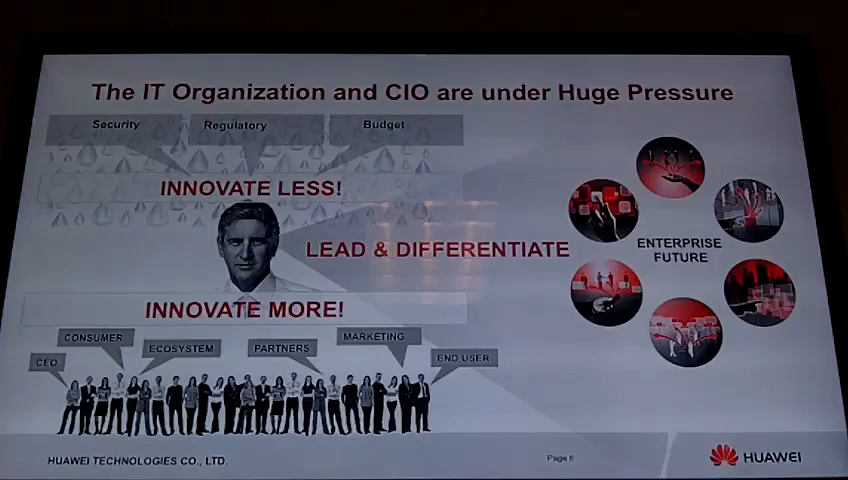 The IT Organization and CIO are under Huge Pressure
Security Regulatory Budget
INNOVATE LESS!
LEAD & DIFFERENTIATE
ENTERPRISE
FUTURE
INNOVATE MORE!
CEO CONSUMER ECOSYSTEM PARTNERS MARKETING END USER
HUAWEI TECHNOLOGIES CO., LTD.
Page 6
HUAWEI